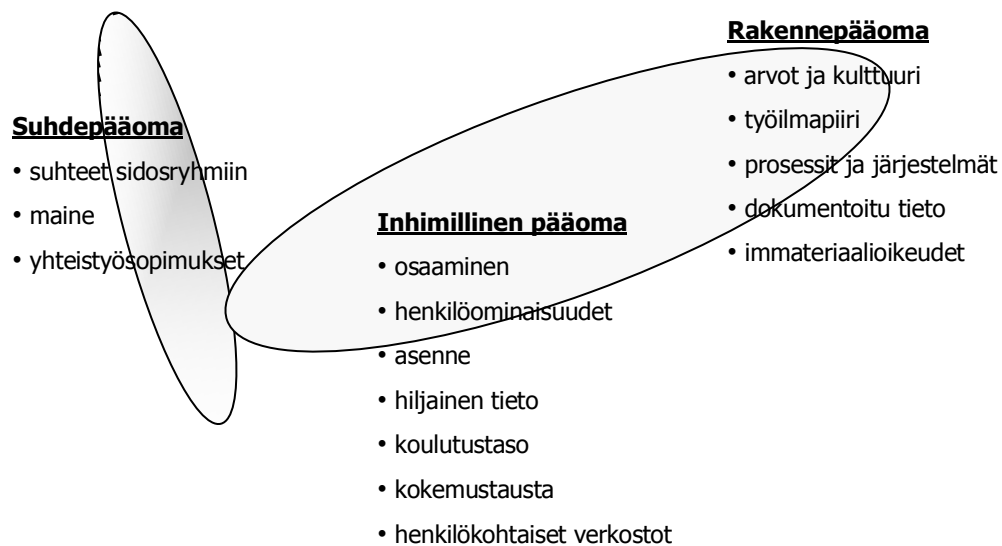 Suhdepääoma
• suhteet sidosryhmiin
• maine
• yhteistyösopimukset
Inhimillinen pääoma
• osaaminen
• henkilöominaisuudet
• asenne
• hiljainen tieto
• koulutustaso
• kokemustausta
• henkilökohtaiset verkostot
Rakennepääoma
• arvot ja kulttuuri
• työilmapiiri
• prosessit ja järjestelmät
• dokumentoitu tieto
• immateriaalioikeudet